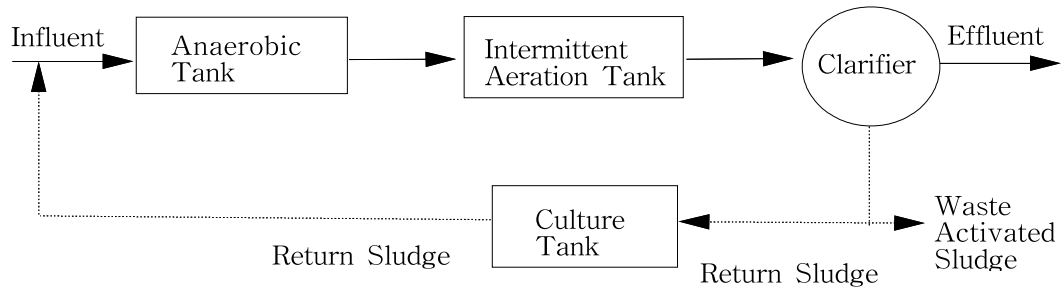 Influent
Anaerobic
Tank
Intermittent
Aeration Tank
Clarifier
Effluent
Culture
Tank
Return Sludge
Return Sludge
Waste
Activated
Sludge